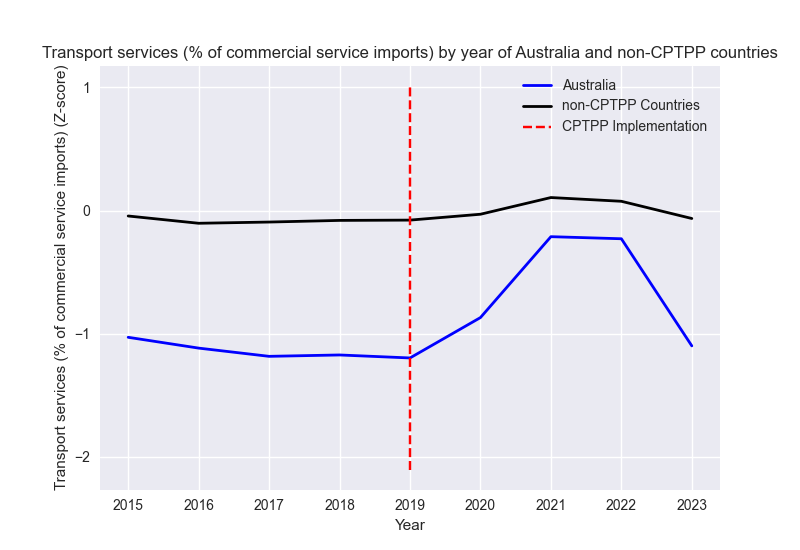 Transport services (% of commercial service imports) by year of Australia and non-CPTPP countries
Transport services (% of commercial service imports) (Z-score)
1
0
−1
−2
Australia
non-CPTPP Countries
CPTPP Implementation
2015 2016 2017 2018 2019 2020 2021 2022 2023
Year